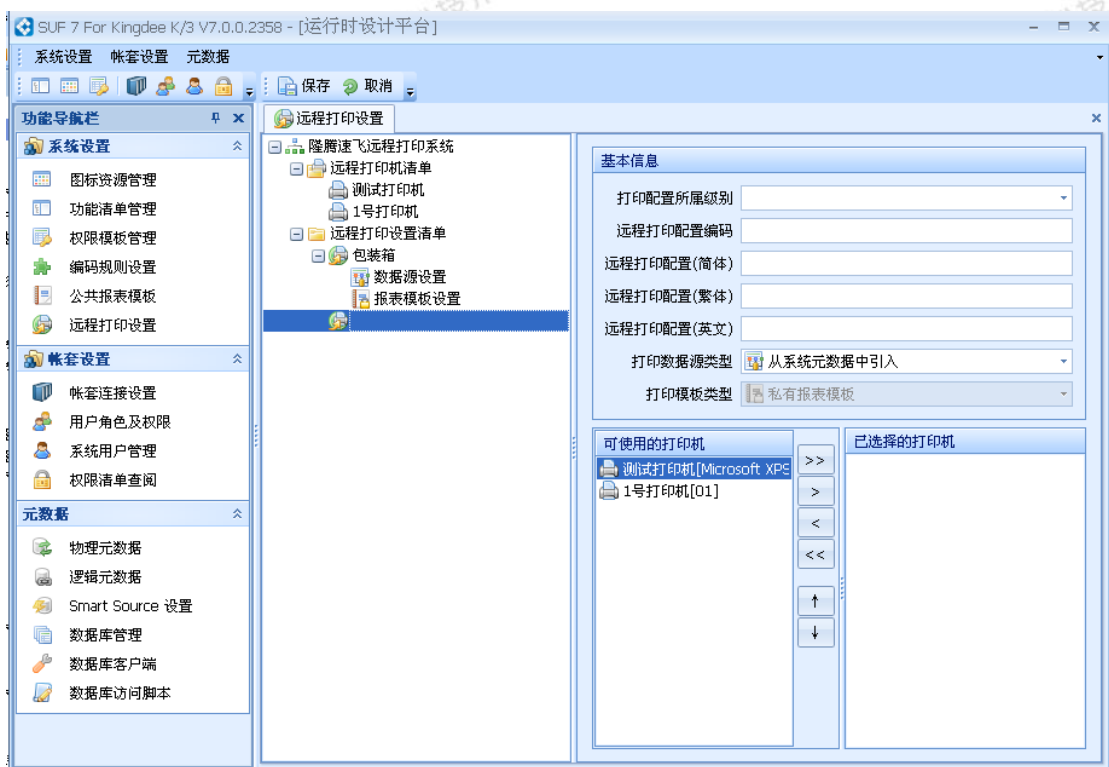 SUF 7 For Kingdee K/3 V7.0.0.2358 - [运行时设计平台]
系统设置 帐套设置 元数据
保存 取消
功能导航栏
系统设置
图标资源管理
功能清单管理
权限模板管理
编码规则设置
公共报表模板
远程打印设置
帐套设置
帐套连接设置
用户角色及权限
系统用户管理
权限清单查阅
元数据
物理元数据
逻辑元数据
Smart Source 设置
数据库管理
数据库客户端
数据库访问脚本
远程打印设置
隆腾速飞远程打印系统
远程打印机清单
测试打印机
1号打印机
远程打印设置清单
包装箱
数据源设置
报表模板设置
基本信息
打印配置所属级别
远程打印配置编码
远程打印配置(简体)
远程打印配置(繁体)
远程打印配置(英文)
打印数据源类型 从系统元数据中引入
打印模板类型 私有报表模板
可使用的打印机
测试打印机[Microsoft XPS
1号打印机[01]
>>
>
<
<<
↑
↓
已选择的打印机